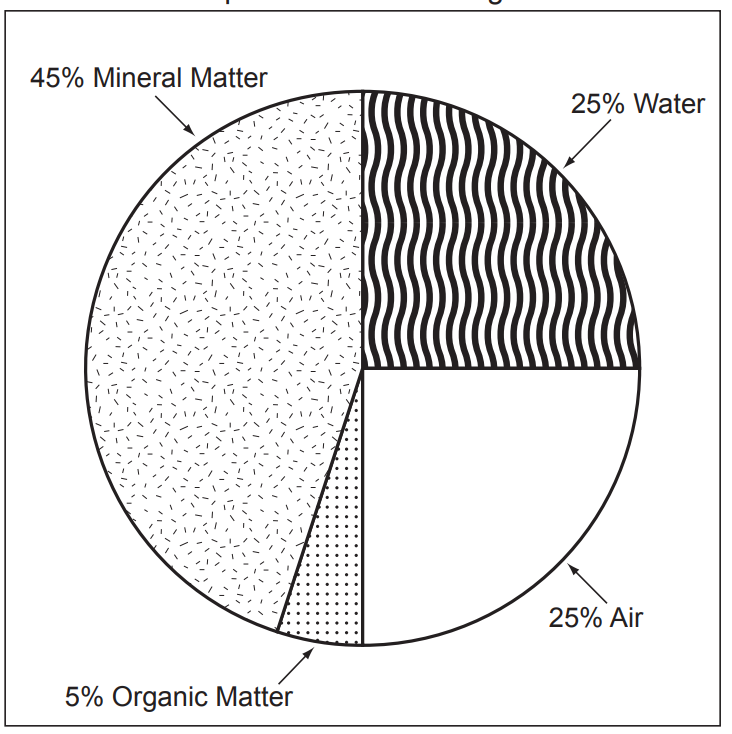 45% Mineral Matter
25% Water
25% Air
5% Organic Matter